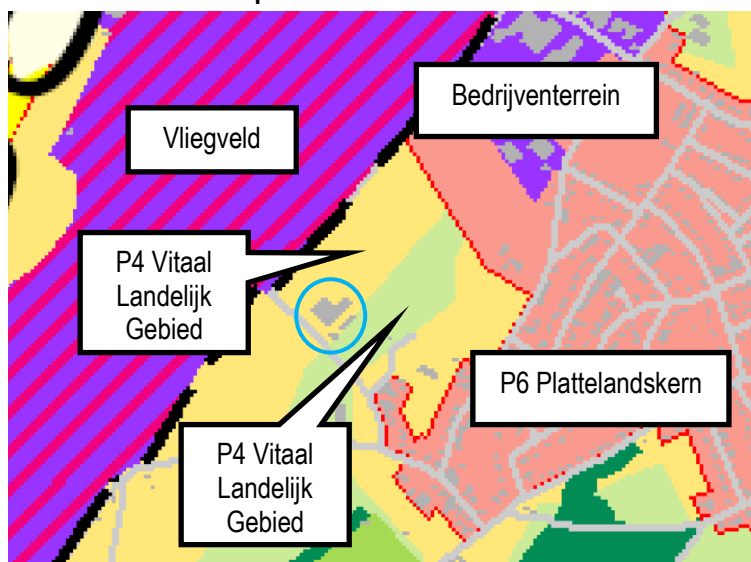 Bedrijventerrein
Vliegveld
P4 Vitaal
Landelijk
Gebied
P6 Plattelandskern
P4 Vitaal
Landelijk
Gebied